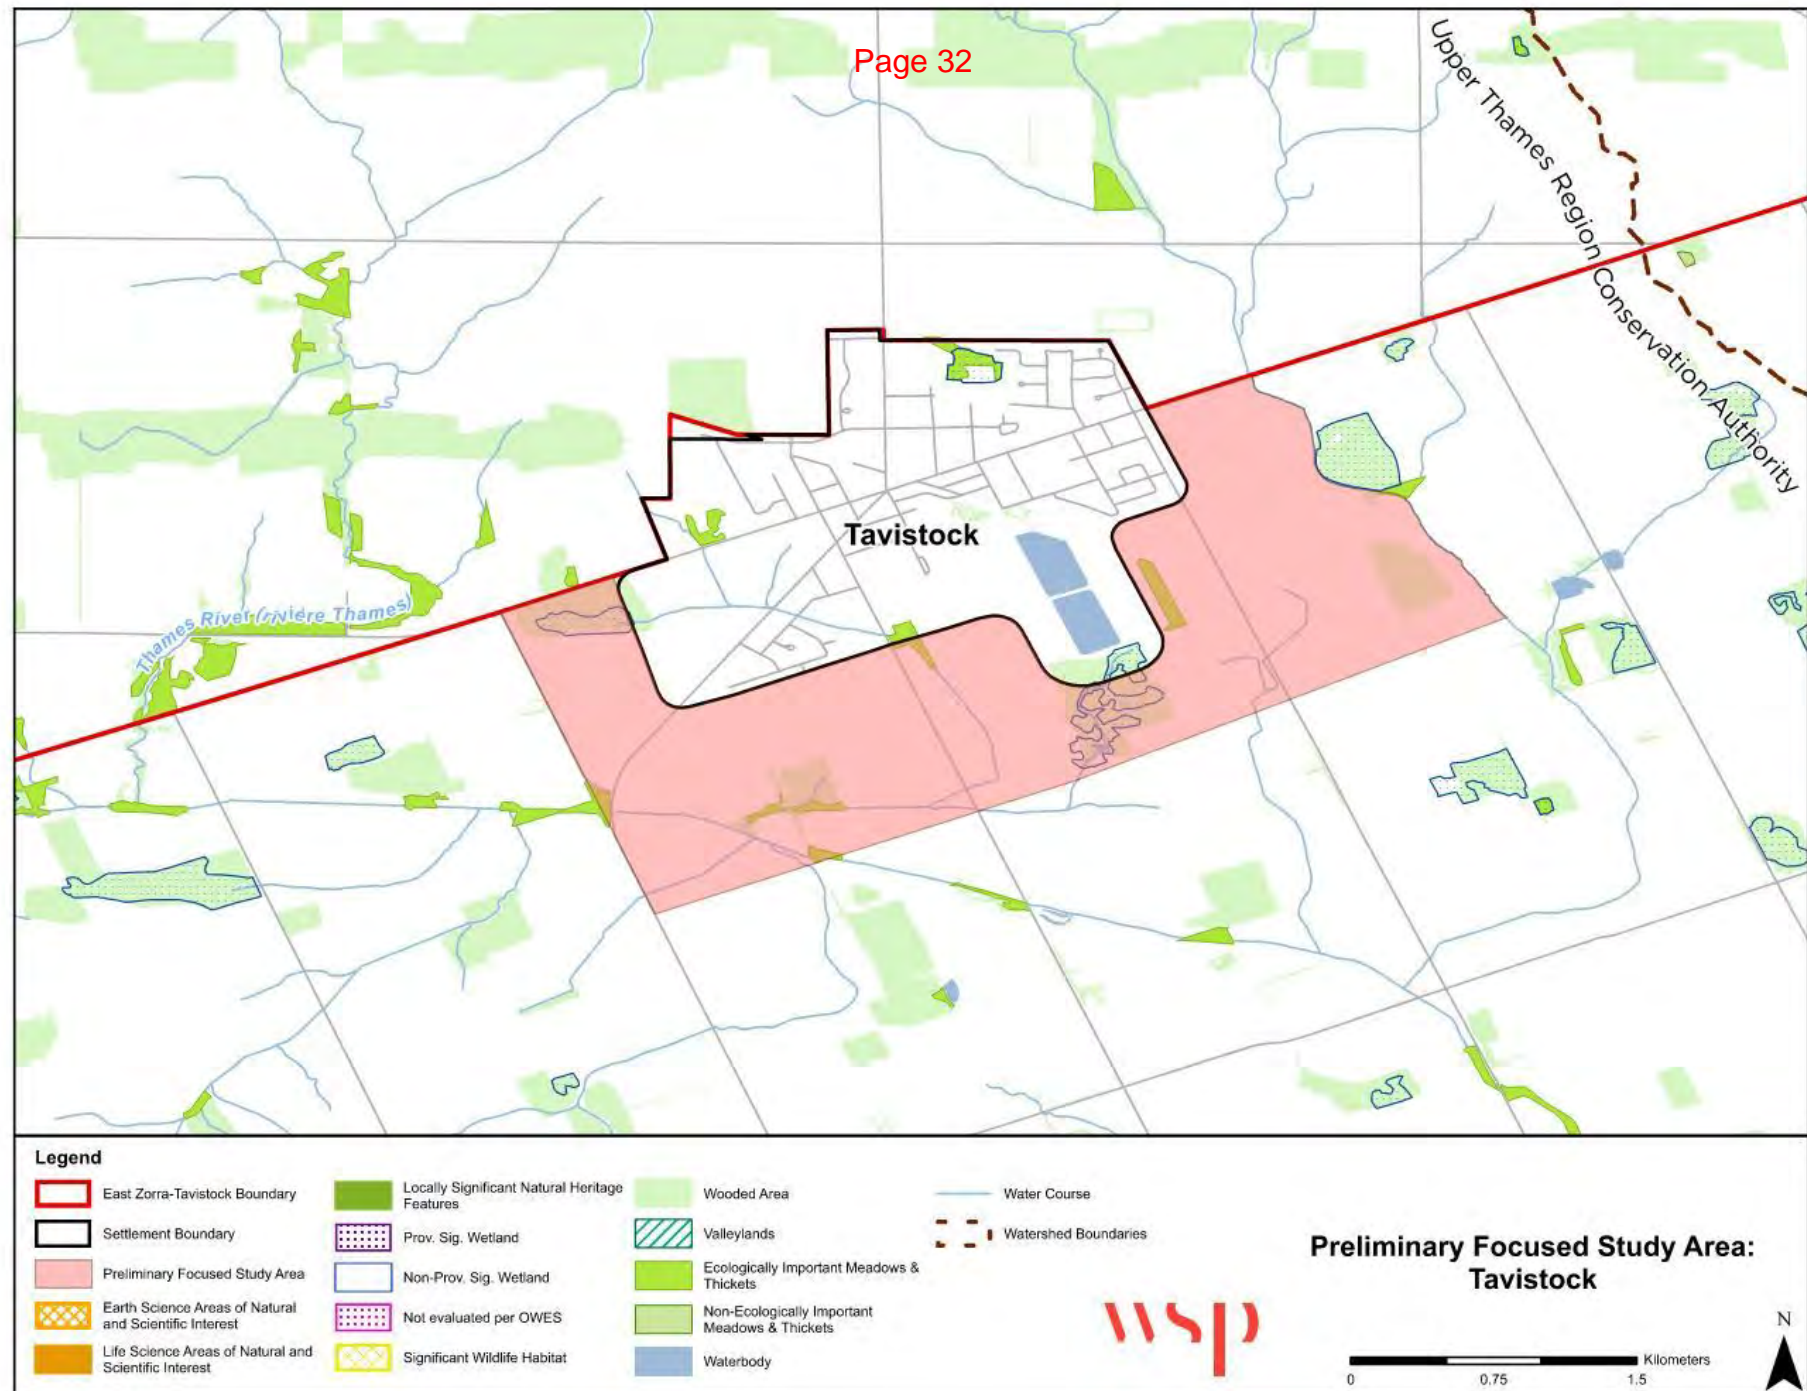 Page 32
Upper Thames Region Conservation Authority
Tavistock
Thames River (rivière Thames)
Legend
East Zorra-Tavistock Boundary
Settlement Boundary
Preliminary Focused Study Area
Earth Science Areas of Natural
and Scientific Interest
Life Science Areas of Natural and
Scientific Interest
Locally Significant Natural Heritage
Features
Prov. Sig. Wetland
Non-Prov. Sig. Wetland
Not evaluated per OWES
Significant Wildlife Habitat
Wooded Area
Valleylands
Ecologically Important Meadows &
Thickets
Non-Ecologically Important
Meadows & Thickets
Waterbody
Water Course
Watershed Boundaries
wsp
Preliminary Focused Study Area:
Tavistock
N
Kilometers
0 0.75 1.5